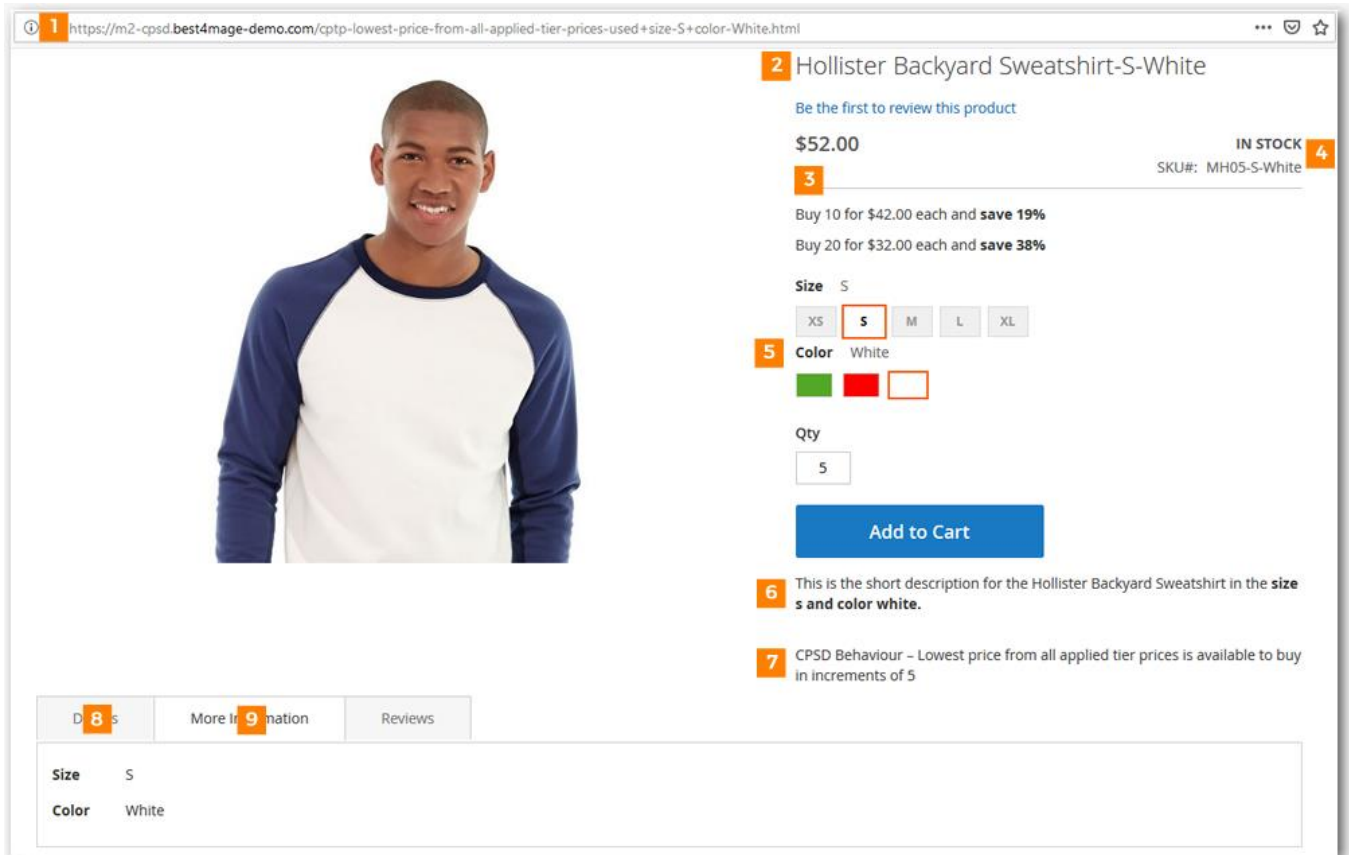 1 https://m2-cpsd.best4mage-demo.com/cptp-lowest-price-from-all-applied-tier-prices-used+size-S+color-White.html
2 Hollister Backyard Sweatshirt-S-White
Be the first to review this product
$52.00 IN STOCK 4
3 SKU#: MH05-S-White
Buy 10 for $42.00 each and save 19%
Buy 20 for $32.00 each and save 38%
Size S
XS S M L XL
5 Color White
Qty
5
Add to Cart
6 This is the short description for the Hollister Backyard Sweatshirt in the size
s and color white.
7 CPSD Behaviour – Lowest price from all applied tier prices is available to buy
in increments of 5
8 More 9 Reviews
Size S
Color White